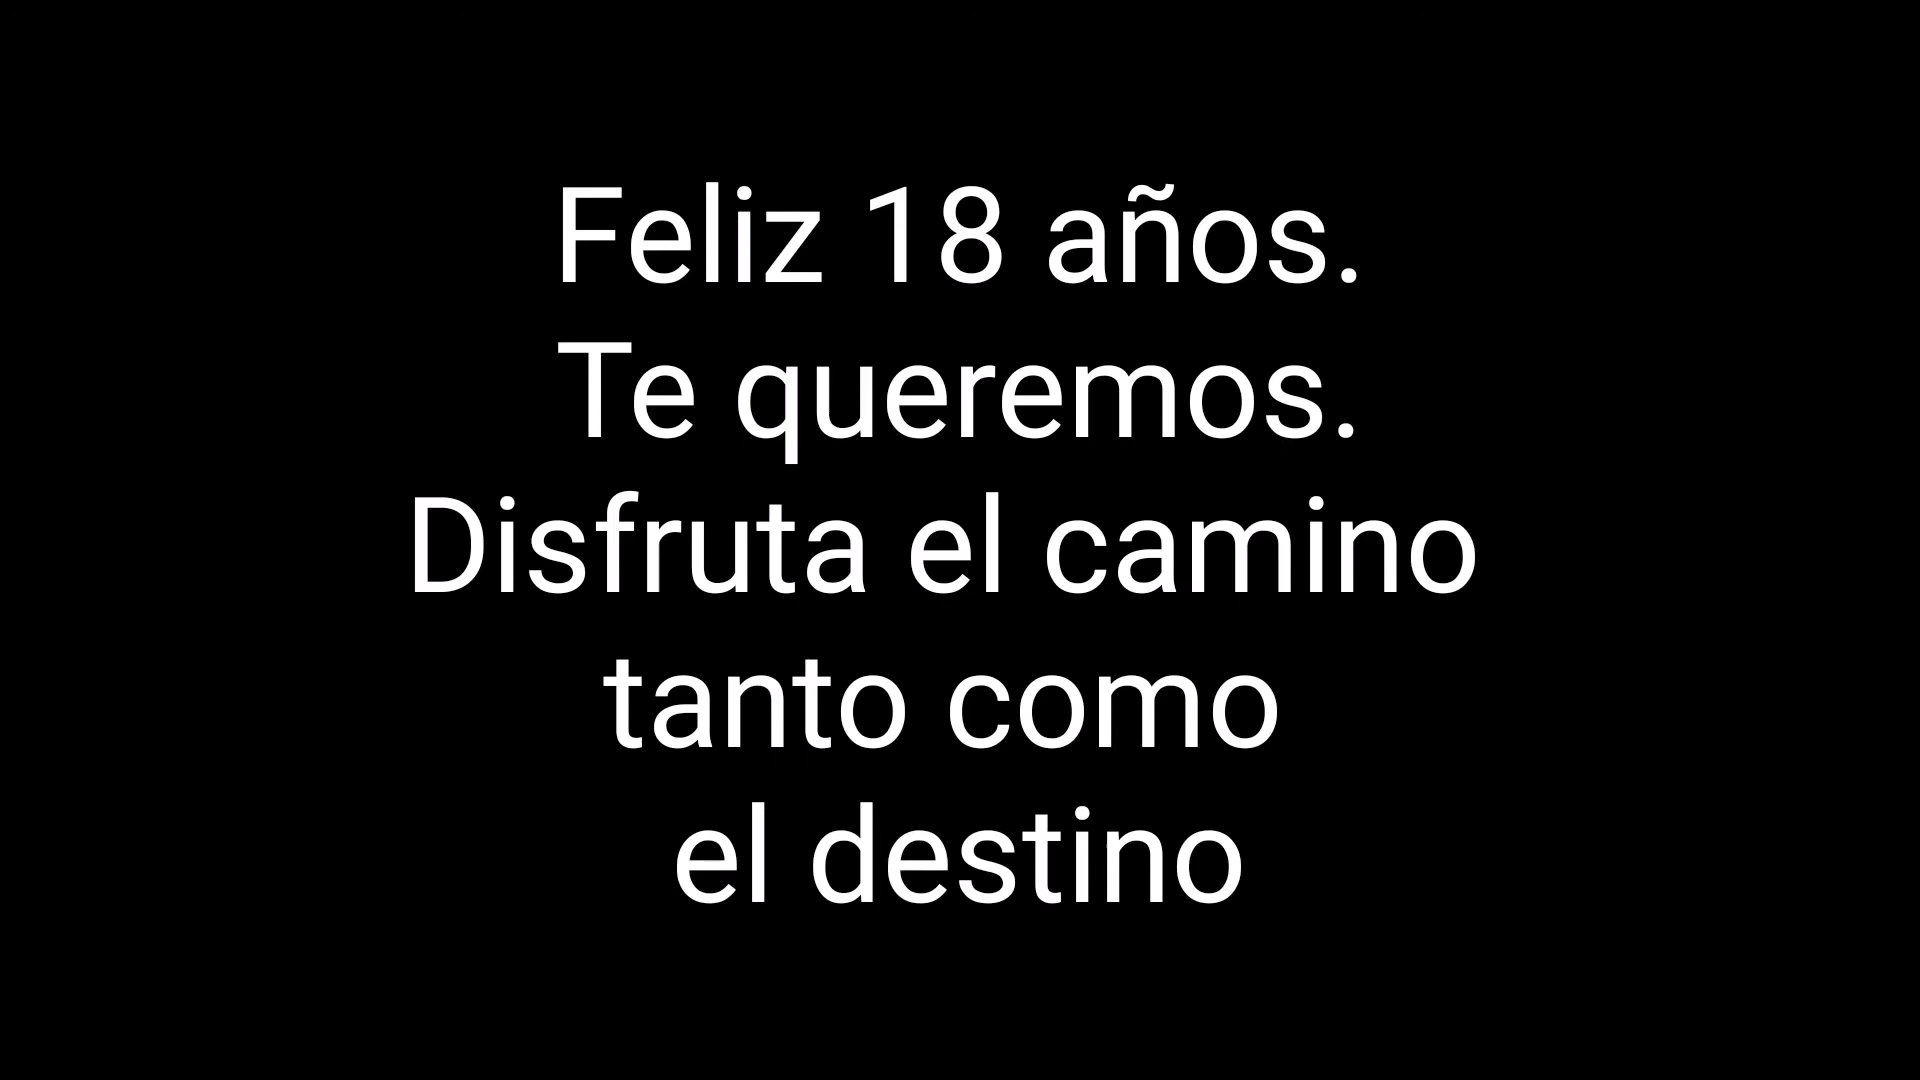 Feliz 18 años.
Te queremos.
Disfruta el camino
tanto como
el destino